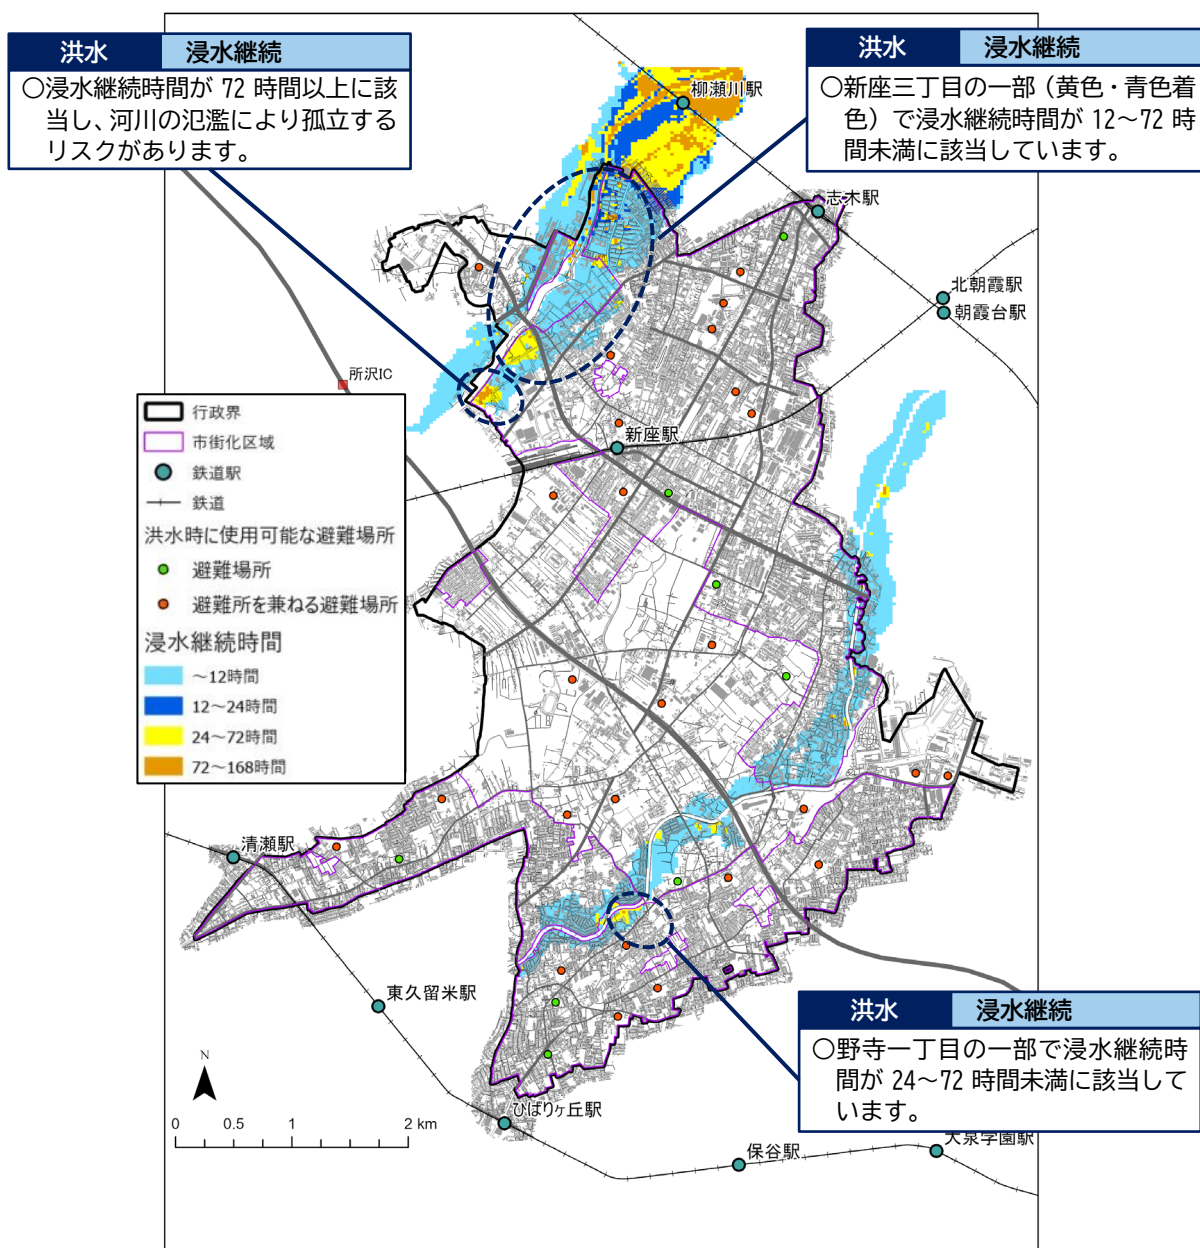 洪水 浸水継続
○浸水継続時間が 72 時間以上に該
当し、河川の氾濫により孤立する
リスクがあります。
洪水 浸水継続
○新座三丁目の一部（黄色・青色着
色）で浸水継続時間が 12～72 時
間未満に該当しています。
柳瀬川駅
志木駅
北朝霞駅
朝霞台駅
所沢IC
新座駅
行政界
市街化区域
鉄道駅
鉄道
洪水時に使用可能な避難場所
避難場所
避難所を兼ねる避難場所
浸水継続時間
～12時間
12～24時間
24～72時間
72～168時間
清瀬駅
東久留米駅
ひばりヶ丘駅
保谷駅
大泉学園駅
洪水 浸水継続
○野寺一丁目の一部で浸水継続時
間が 24～72 時間未満に該当して
います。
N
0 0.5 1 2 km